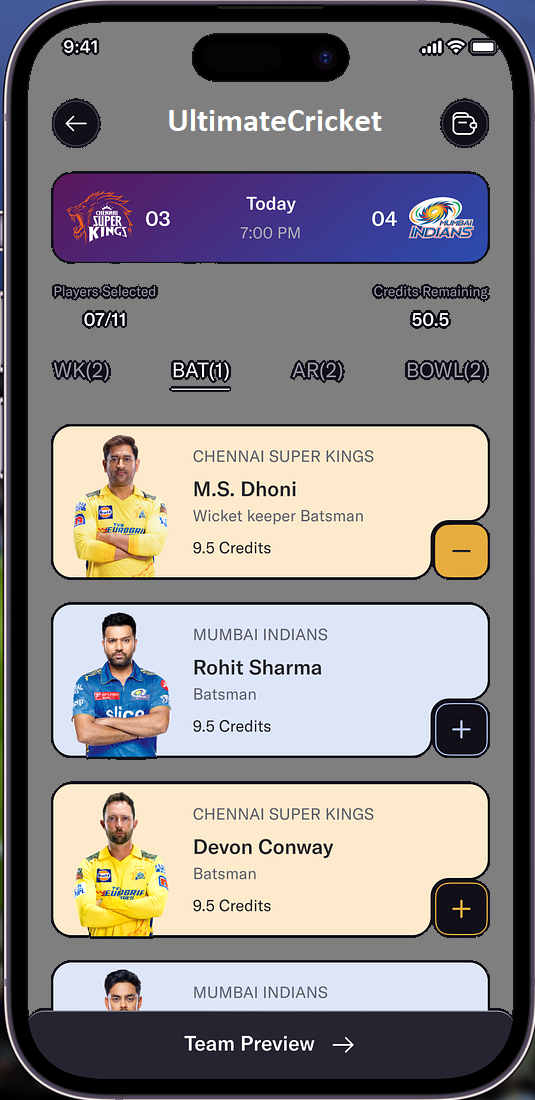 9:41
UltimateCricket
CHENNAI
SUPER
KINGS
03
Today
7:00 PM
04
MUMBAI
INDIANS
Players Selected
07/11
Credits Remaining
50.5
WK(2)
BAT(1)
AR(2)
BOWL(2)
CHENNAI SUPER KINGS
M.S. Dhoni
Wicket keeper Batsman
9.5 Credits
MUMBAI INDIANS
Rohit Sharma
Batsman
9.5 Credits
slice
CHENNAI SUPER KINGS
Devon Conway
Batsman
9.5 Credits
MUMBAI INDIANS
Team Preview